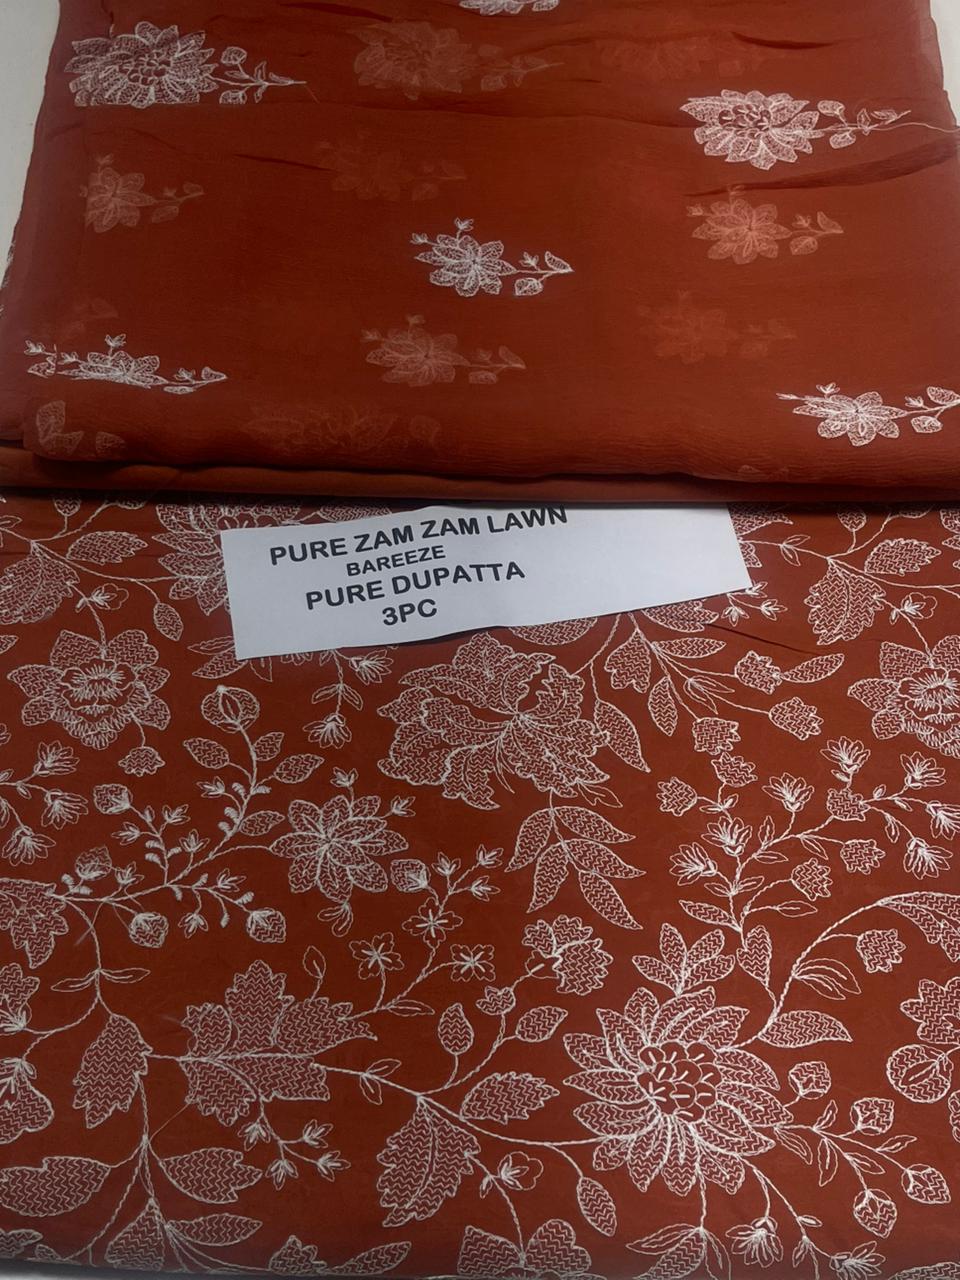 PURE ZAM ZAM LAWN
BAREEZE
PURE DUPATTA
3PC